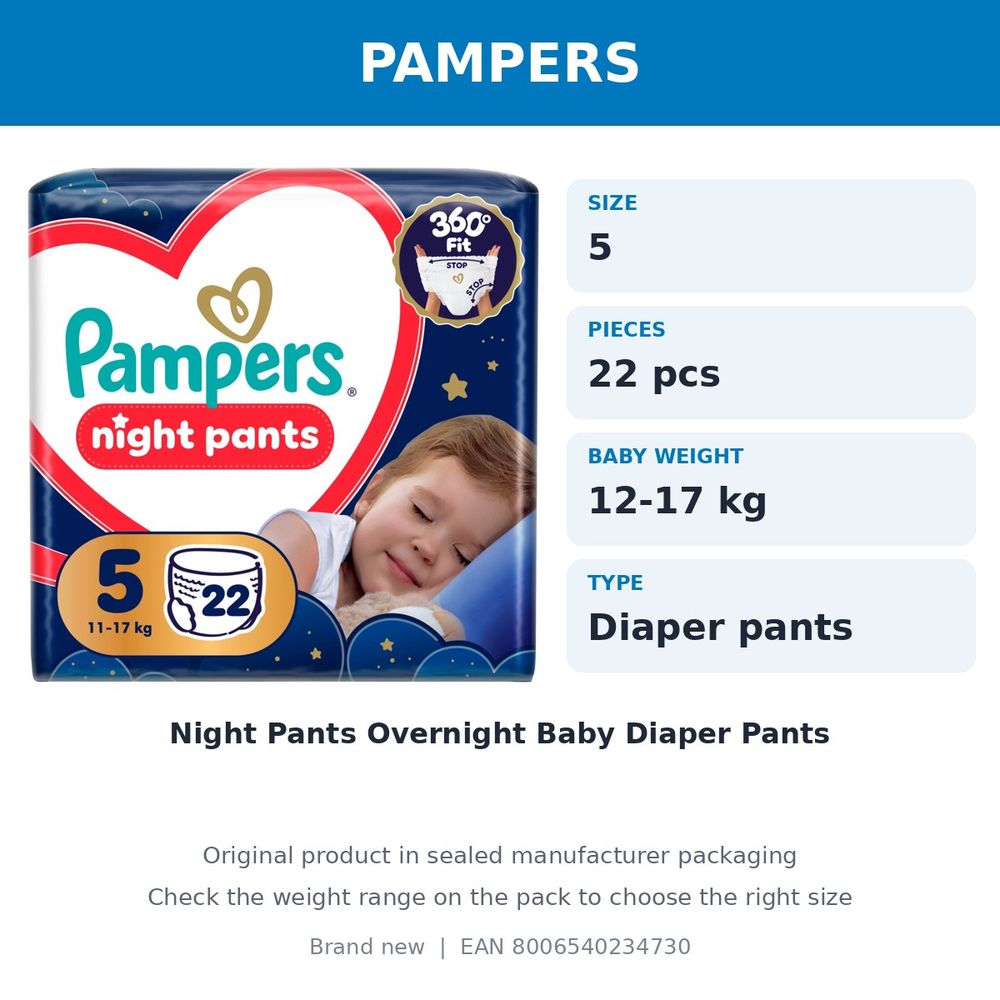 PAMPERS
360°
Fit
STOP
STOP
Pampers®
night pants
5
22
11-17 kg
SIZE
5
PIECES
22 pcs
BABY WEIGHT
12-17 kg
TYPE
Diaper pants
Night Pants Overnight Baby Diaper Pants
Original product in sealed manufacturer packaging
Check the weight range on the pack to choose the right size
Brand new | EAN 8006540234730